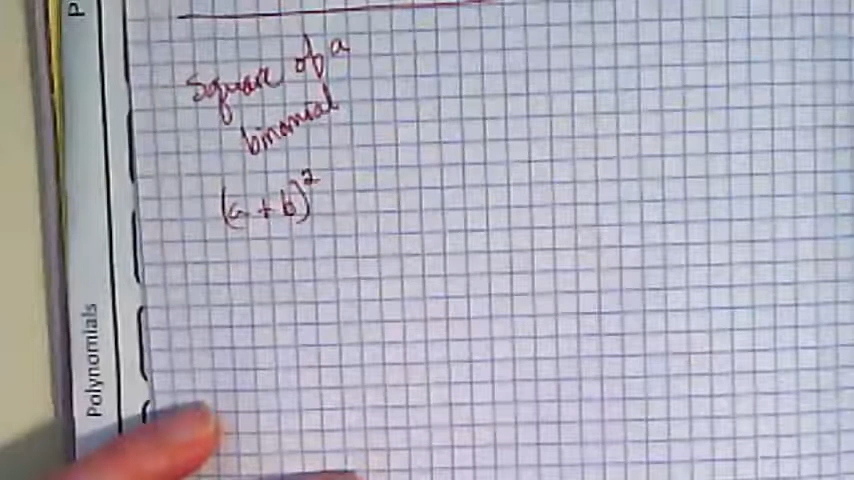 P
Square of a
binomial
(a + b)²
Polynomials